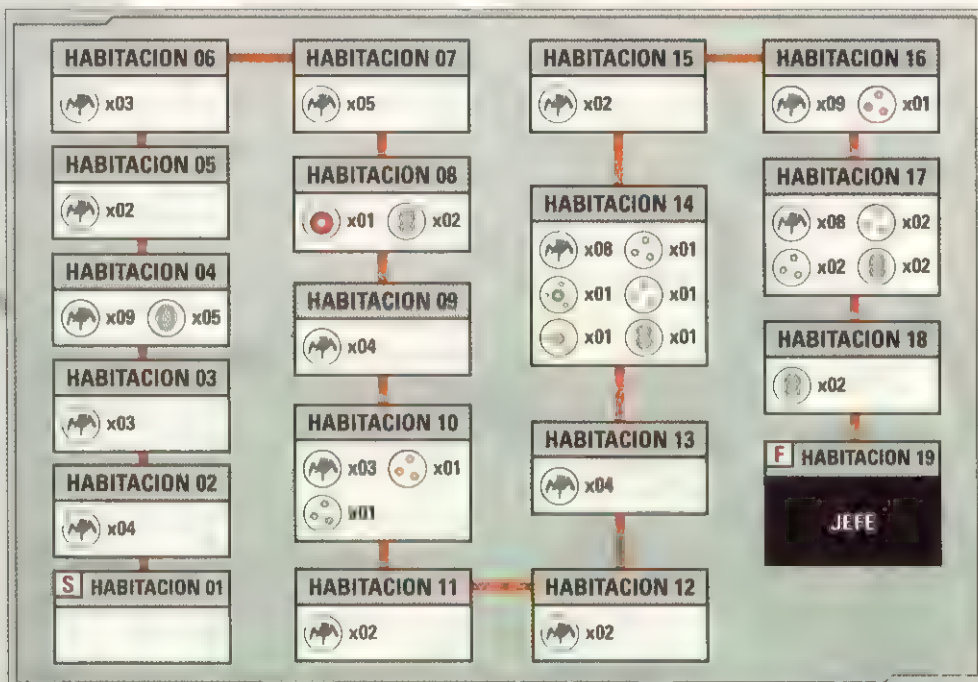 HABITACION 06
x03
HABITACION 05
x02
HABITACION 04
x09 x05
HABITACION 03
x03
HABITACION 02
x04
S HABITACION 01
HABITACION 07
x05
HABITACION 08
x01 x02
HABITACION 09
x04
HABITACION 10
x03 x01
x01
HABITACION 11
x02
HABITACION 15
x02
HABITACION 14
x08 x01
x01 x01
x01 x01
HABITACION 13
x04
HABITACION 12
x02
HABITACION 16
x09 x01
HABITACION 17
x08 x02
x02 x02
HABITACION 18
x02
F HABITACION 19
JEFE